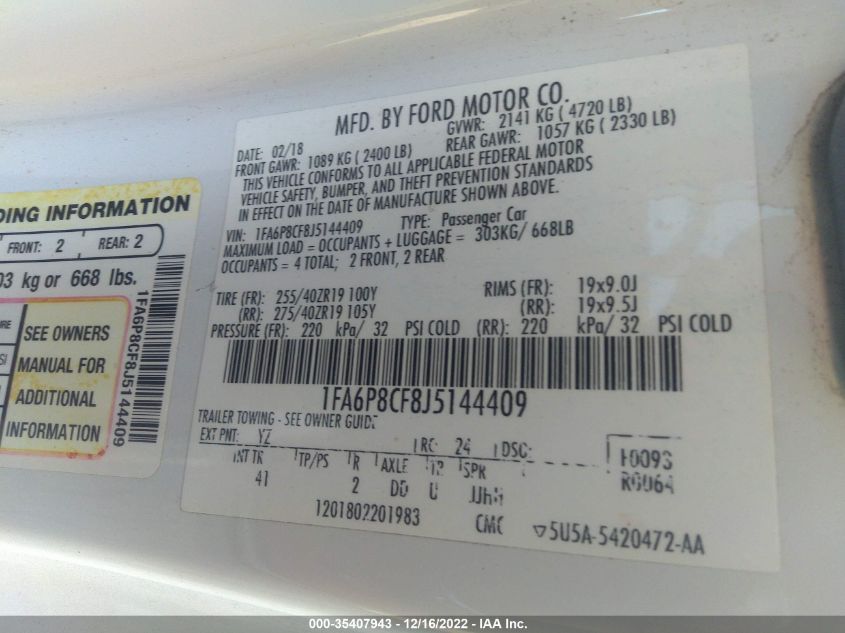 MFD. BY FORD MOTOR CO.
DATE: 02/18 GVWR: 2141 KG ( 4720 LB)
FRONT GAWR: 1089 KG ( 2400 LB) REAR GAWR: 1057 KG ( 2330 LB)
THIS VEHICLE CONFORMS TO ALL APPLICABLE FEDERAL MOTOR
VEHICLE SAFETY, BUMPER, AND THEFT PREVENTION STANDARDS
IN EFFECT ON THE DATE OF MANUFACTURE SHOWN ABOVE.
VIN: 1FA6P8CF8J5144409 TYPE: Passenger Car
MAXIMUM LOAD = OCCUPANTS + LUGGAGE = 303KG/ 668LB
OCCUPANTS = 4 TOTAL; 2 FRONT, 2 REAR
TIRE (FR): 255/40ZR19 100Y RIMS (FR): 19x9.0J
(RR): 275/40ZR19 105Y (RR): 19x9.5J
PRESSURE (FR): 220 kPa/ 32 PSI COLD (RR): 220 kPa/ 32 PSI COLD
1FA6P8CF8J5144409
TRAILER TOWING - SEE OWNER GUIDE
EXT PNT: YZ RC: 24 DSO:
INT TR TP/PS R AXLE SPR
41 2 DD U
1201802201983 CMC 5U5A-5420472-AA
DING INFORMATION
FRONT: 2 REAR: 2
03 kg or 668 lbs.
SEE OWNERS
MANUAL FOR
ADDITIONAL
INFORMATION
1FA6P8CF8J5144409
000-35407943 - 12/16/2022 - IAA Inc.